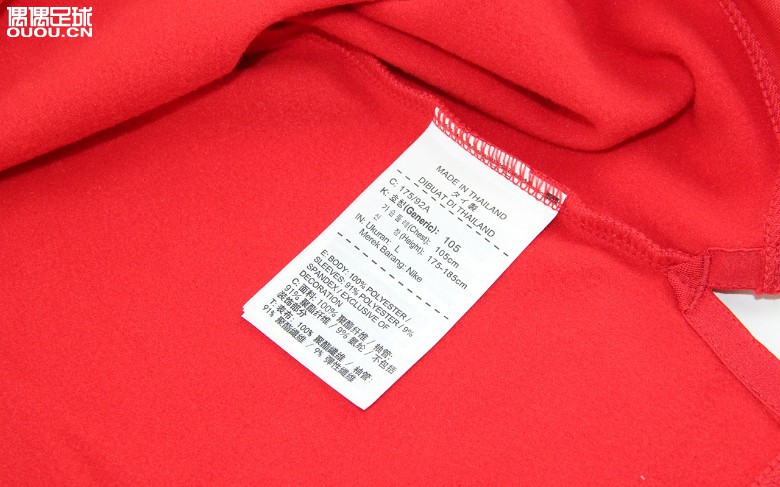 偶偶足球
OUOU.CN
MADE IN THAILAND
タイ製
DIBUAT DI THAILAND
C: 175/92A
K: 호칭(Generic): 105
가슴둘레(Chest): 105cm
신 장(Height): 175-185cm
IN: Ukuran: L
Merek Barang: Nike
E: BODY: 100% POLYESTER /
SLEEVES: 91% POLYESTER / 9%
SPANDEX / EXCLUSIVE OF
DECORATION
C: 面料: 100% 聚酯纤维 / 袖管:
91% 聚酯纤维 / 9% 氨纶 / 不包括
装饰部分
T: 表布: 100% 聚酯纖維 / 袖管:
91% 聚酯纖維 / 9% 彈性纖維